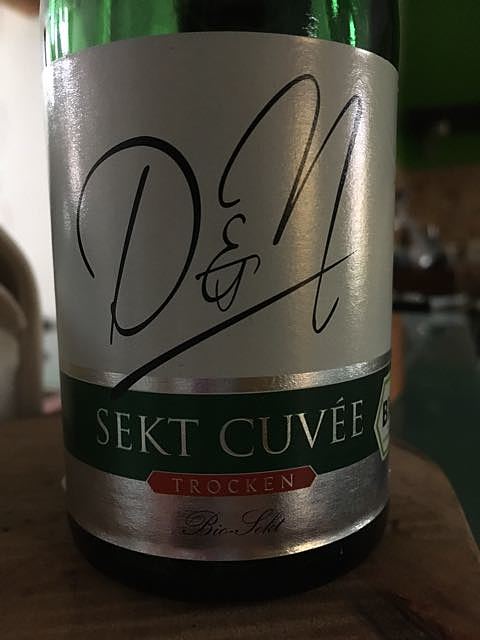 D&N
SEKT CUVÉE
TROCKEN
Bio-Sekt